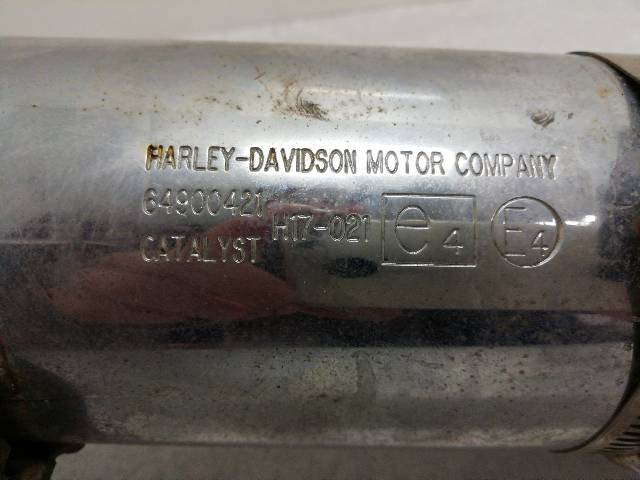 HARLEY-DAVIDSON MOTOR COMPANY
64900421
H17-021
e4
E4
CATALYST